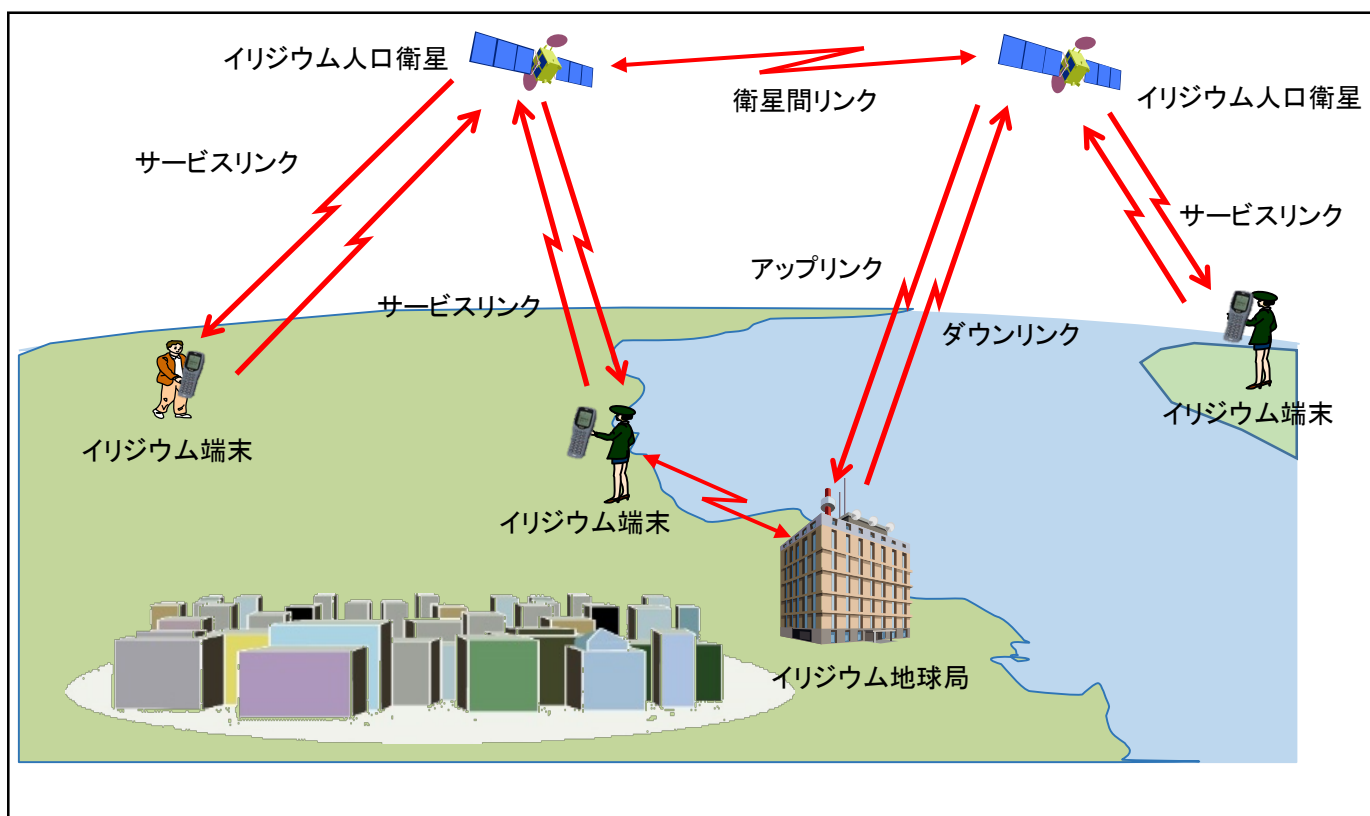 イリジウム人口衛星
衛星間リンク
イリジウム人口衛星
サービスリンク
サービスリンク
アップリンク
サービスリンク
ダウンリンク
イリジウム端末
イリジウム端末
イリジウム端末
イリジウム地球局